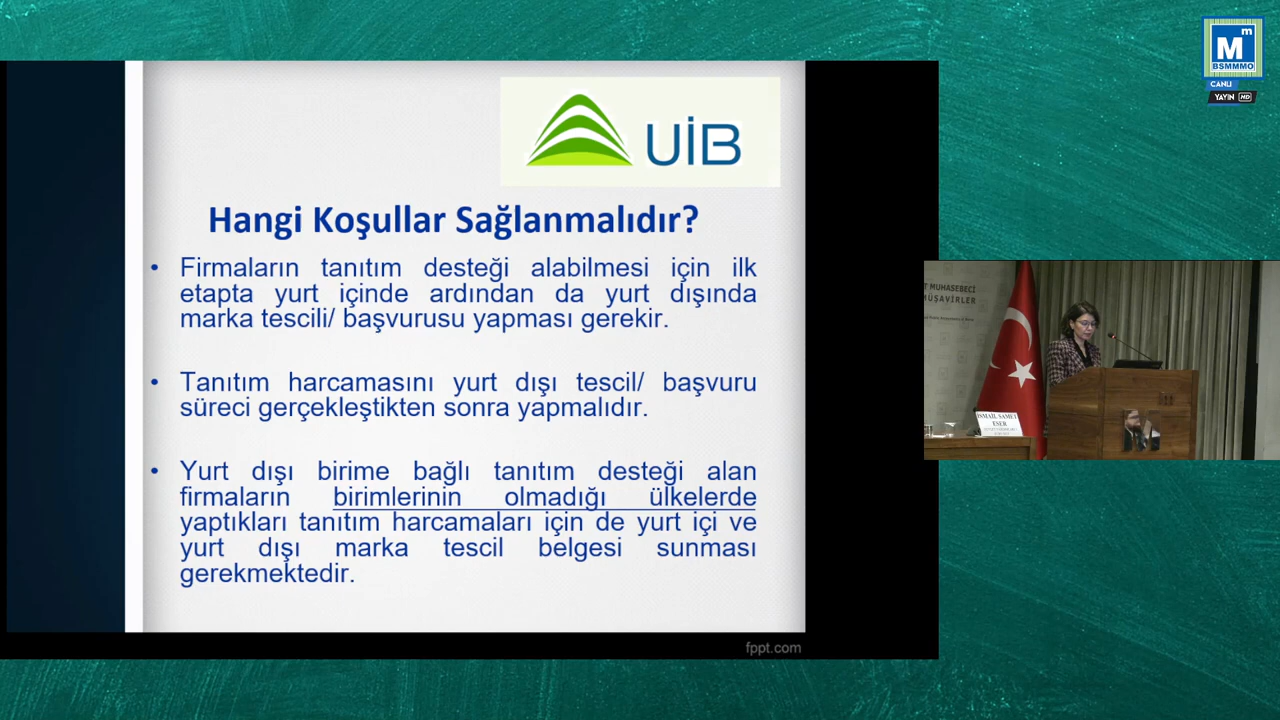 M
m
BSMMMO
CANLI
YAYIN HD
UİB
Hangi Koşullar Sağlanmalıdır?
• Firmaların tanıtım desteği alabilmesi için ilk
etapta yurt içinde ardından da yurt dışında
marka tescili/ başvurusu yapması gerekir.
• Tanıtım harcamasını yurt dışı tescil/ başvuru
süreci gerçekleştikten sonra yapmalıdır.
• Yurt dışı birime bağlı tanıtım desteği alan
firmaların birimlerinin olmadığı ülkelerde
yaptıkları tanıtım harcamaları için de yurt içi ve
yurt dışı marka tescil belgesi sunması
gerekmektedir.
fppt.com
T MUHASEBECİ
MÜŞAVİRLER
İSMAİL SAMET
ESER